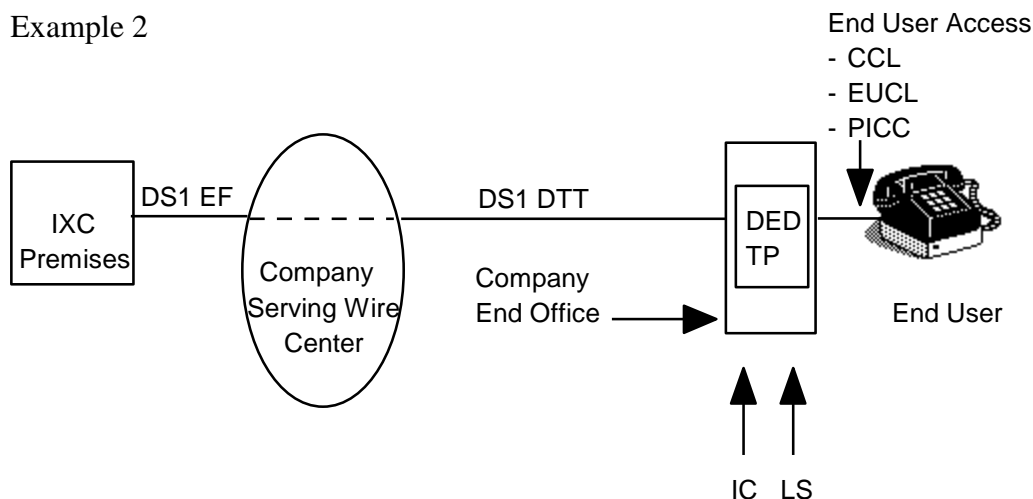 Example 2
End User Access
- CCL
- EUCL
- PICC
IXC
Premises
DS1 EF
Company
Serving Wire
Center
DS1 DTT
Company
End Office
DED
TP
End User
IC LS